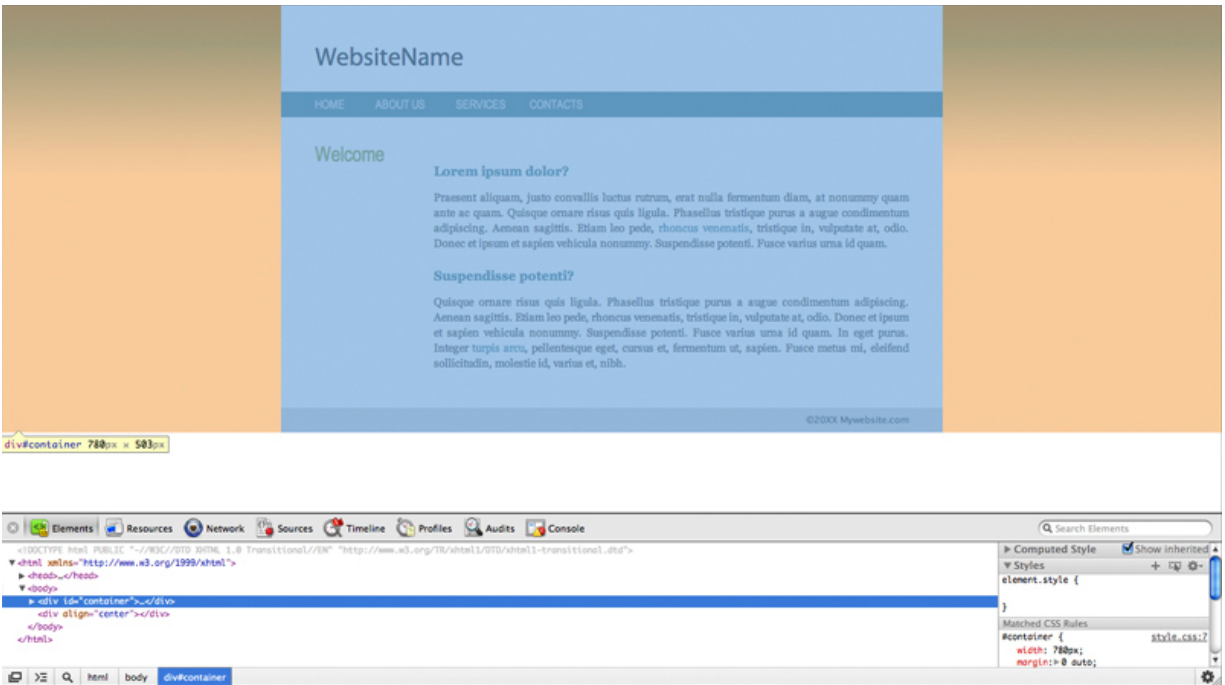 WebsiteName
HOME ABOUT US SERVICES CONTACTS
Welcome
Lorem ipsum dolor?
Praesent aliquam, justo convallis luctus rutrum, erat nulla fermentum diam, at nonummy quam
ante ac quam. Quisque ornare risus quis ligula. Phasellus tristique purus a augue condimentum
adipiscing. Aenean sagittis. Etiam leo pede, rhoncus venenatis, tristique in, vulputate at, odio.
Donec et ipsum et sapien vehicula nonummy. Suspendisse potenti. Fusce varius urna id quam.
Suspendisse potenti?
Quisque ornare risus quis ligula. Phasellus tristique purus a augue condimentum adipiscing.
Aenean sagittis. Etiam leo pede, rhoncus venenatis, tristique in, vulputate at, odio. Donec et ipsum
et sapien vehicula nonummy. Suspendisse potenti. Fusce varius urna id quam. In eget purus.
Integer turpis arcu, pellentesque eget, cursus et, fermentum ut, sapien. Fusce metus mi, eleifend
sollicitudin, molestie id, varius et, nibh.
©20XX Mywebsite.com
div#container 780px × 503px
Elements Resources Network Sources Timeline Profiles Audits Console Search Elements
<!DOCTYPE html PUBLIC "-//W3C//DTD XHTML 1.0 Transitional//EN" "http://www.w3.org/TR/xhtml1/DTD/xhtml1-transitional.dtd">
<html xmlns="http://www.w3.org/1999/xhtml">
<head>…</head>
<body>
<div id="container">…</div>
<div align="center"></div>
</body>
</html>
Computed Style Show inherited
Styles
element.style {
}
Matched CSS Rules
#container { style.css:7
width: 780px;
margin: 0 auto;
html body div#container